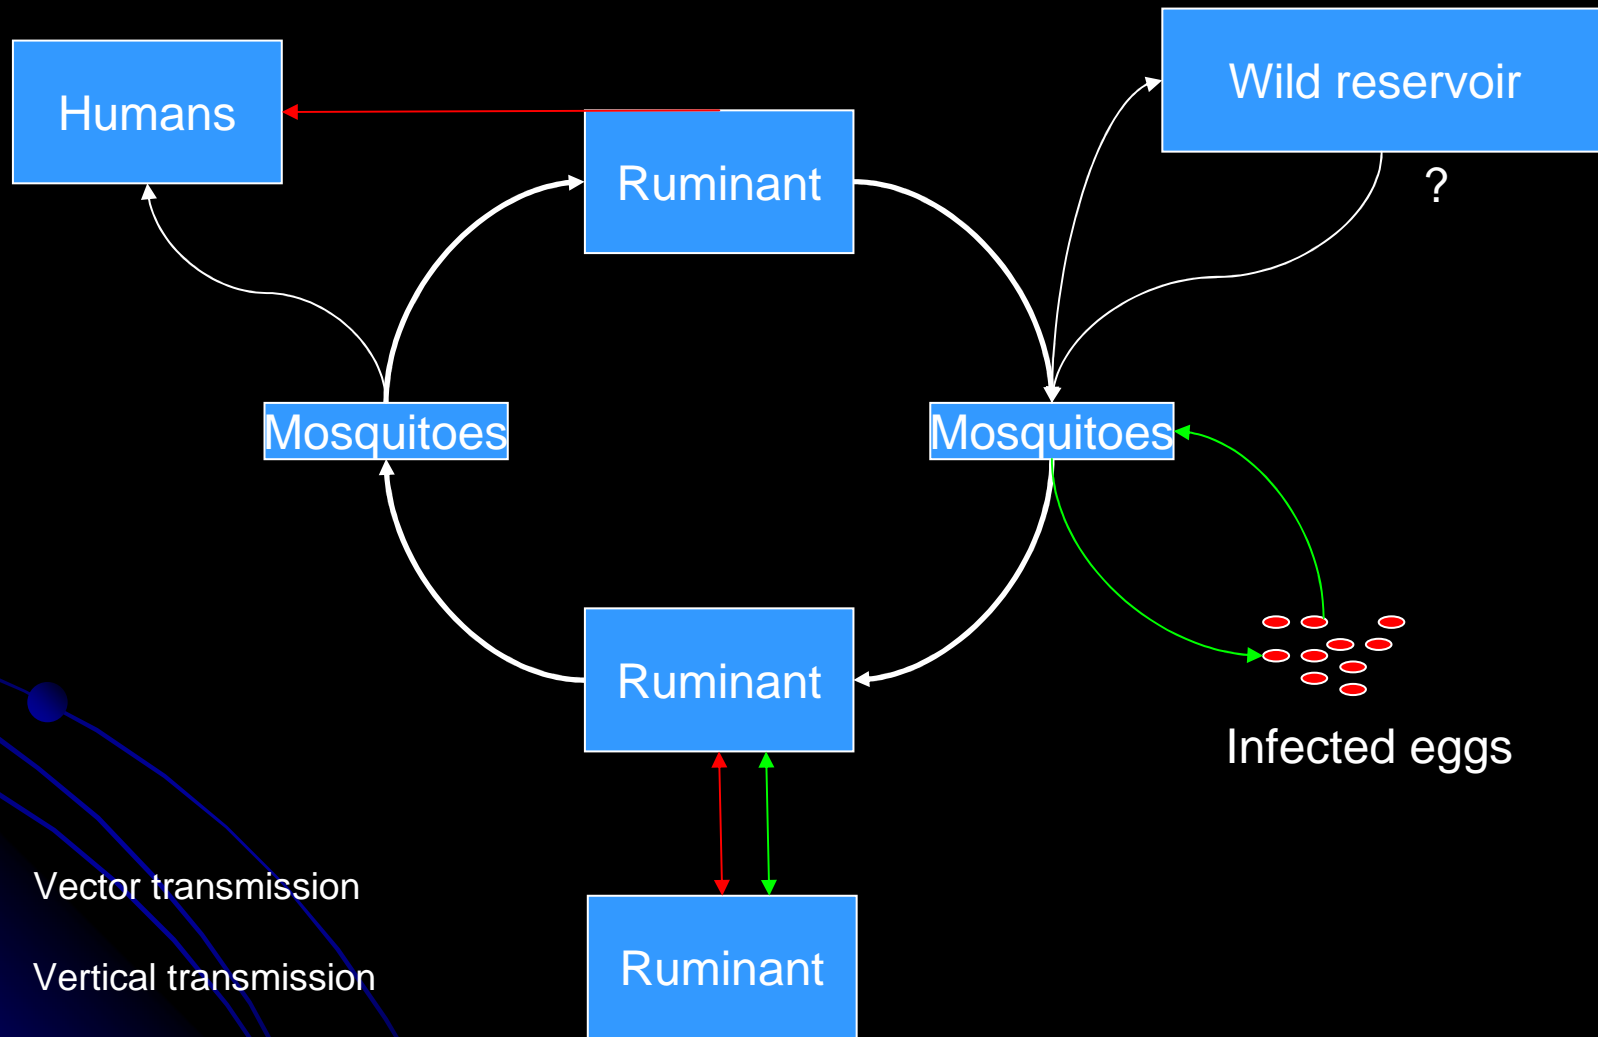 Humans
Wild reservoir
Ruminant
?
Mosquitoes
Mosquitoes
Ruminant
Infected eggs
Vector transmission
Ruminant
Vertical transmission